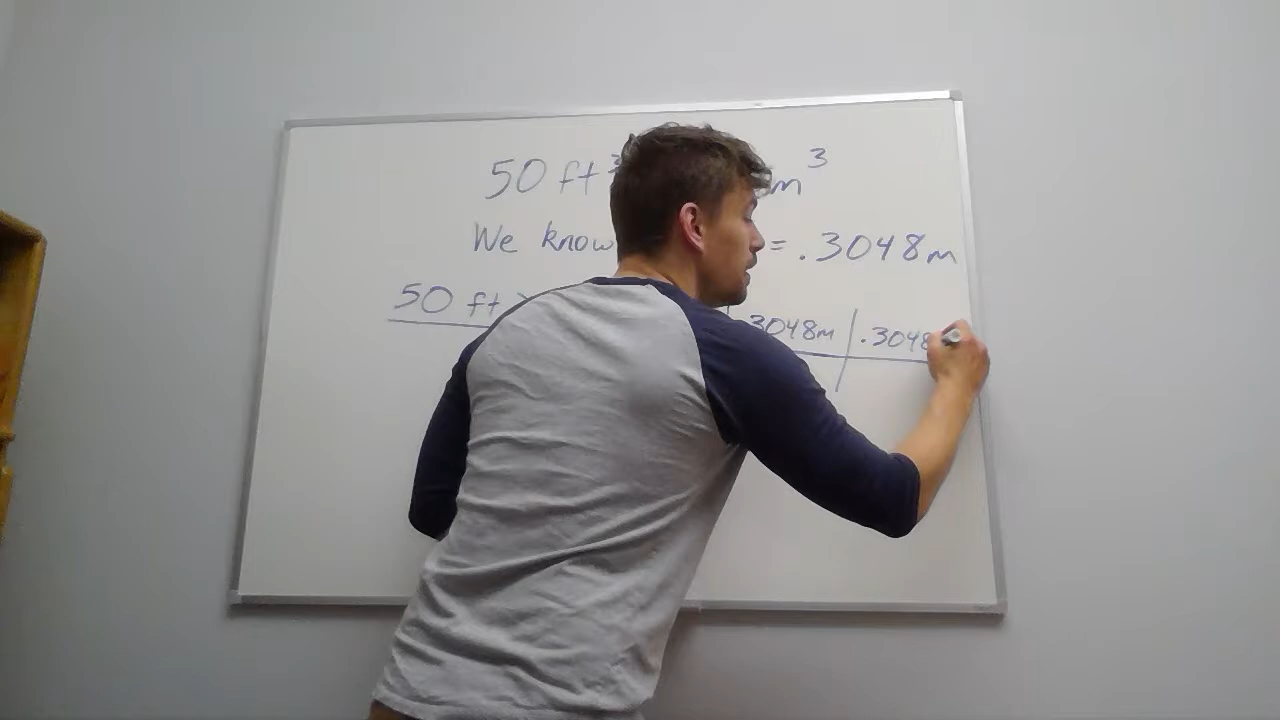 50 ft³ m³
We know = .3048m
50 ft .3048m .3048